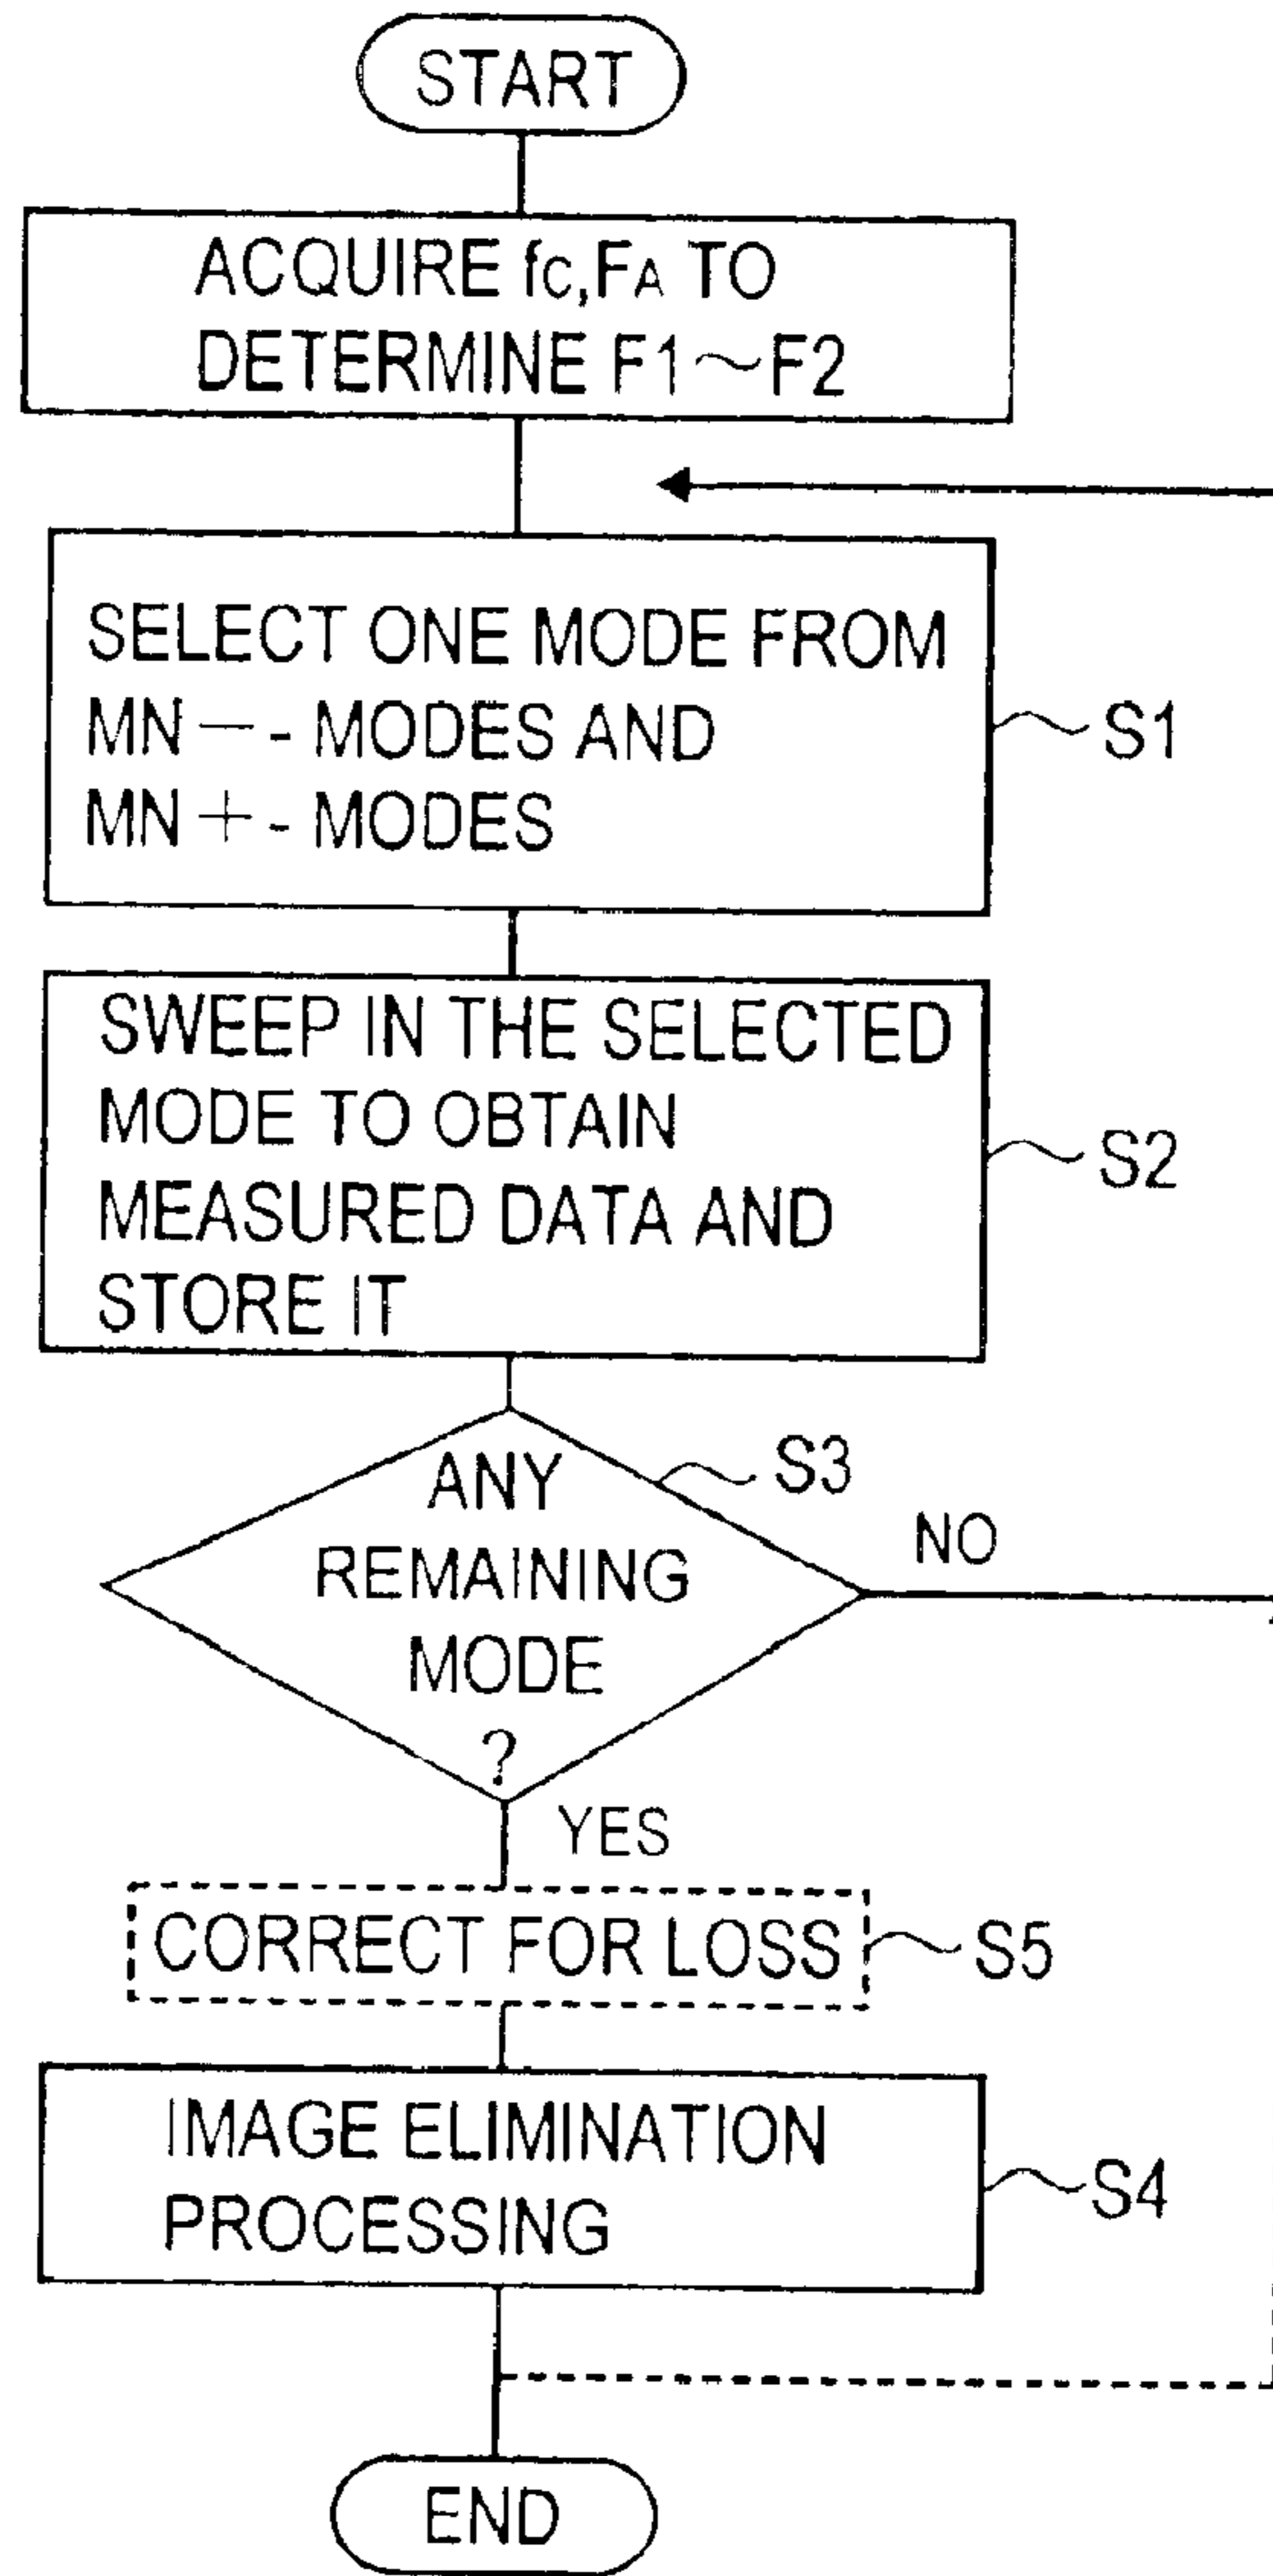 START
ACQUIRE fC,FA TO
DETERMINE F1～F2
SELECT ONE MODE FROM
MN－- MODES AND
MN＋- MODES
S1
SWEEP IN THE SELECTED
MODE TO OBTAIN
MEASURED DATA AND
STORE IT
S2
ANY
REMAINING
MODE
?
S3
NO
YES
CORRECT FOR LOSS
S5
IMAGE ELIMINATION
PROCESSING
S4
END